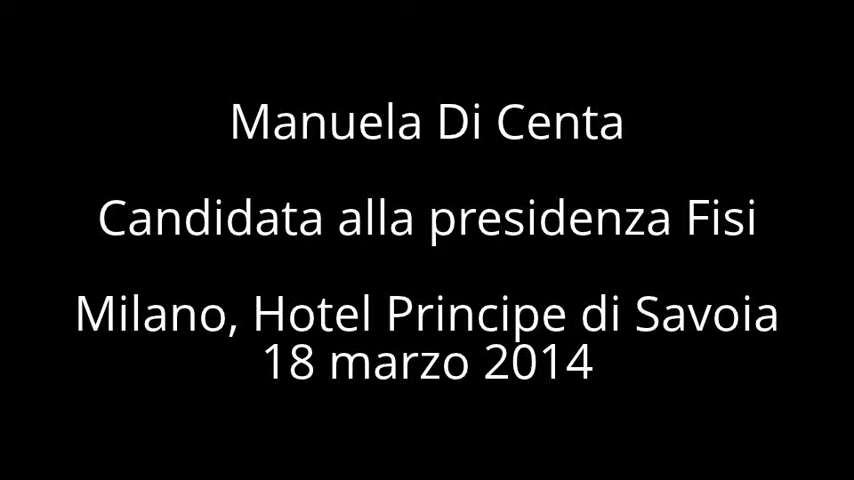 Manuela Di Centa
Candidata alla presidenza Fisi
Milano, Hotel Principe di Savoia
18 marzo 2014